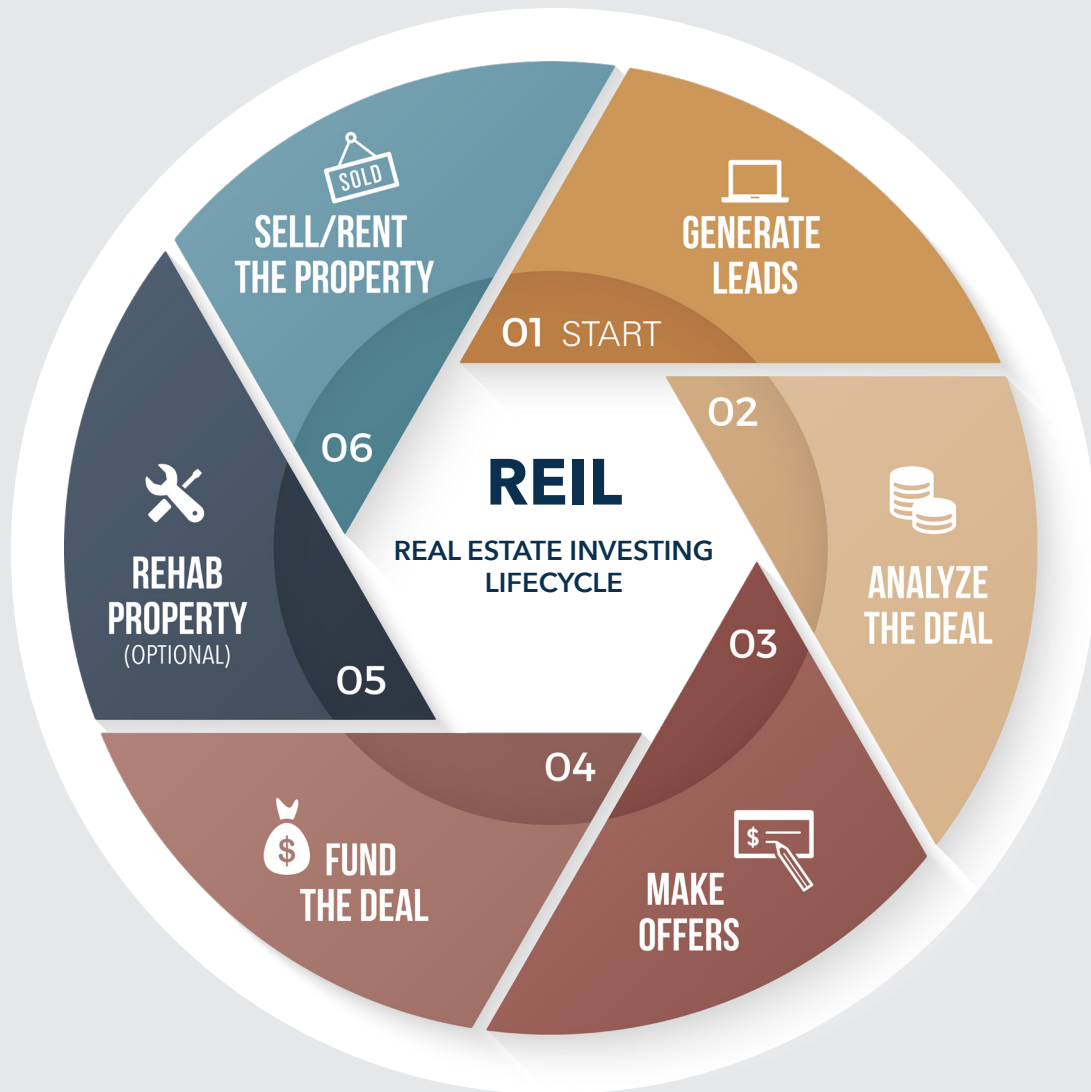 REIL
REAL ESTATE INVESTING
LIFECYCLE
01 START
GENERATE
LEADS
02
ANALYZE
THE DEAL
03
$
MAKE
OFFERS
04
$
FUND
THE DEAL
05
REHAB
PROPERTY
(OPTIONAL)
06
SOLD
SELL/RENT
THE PROPERTY